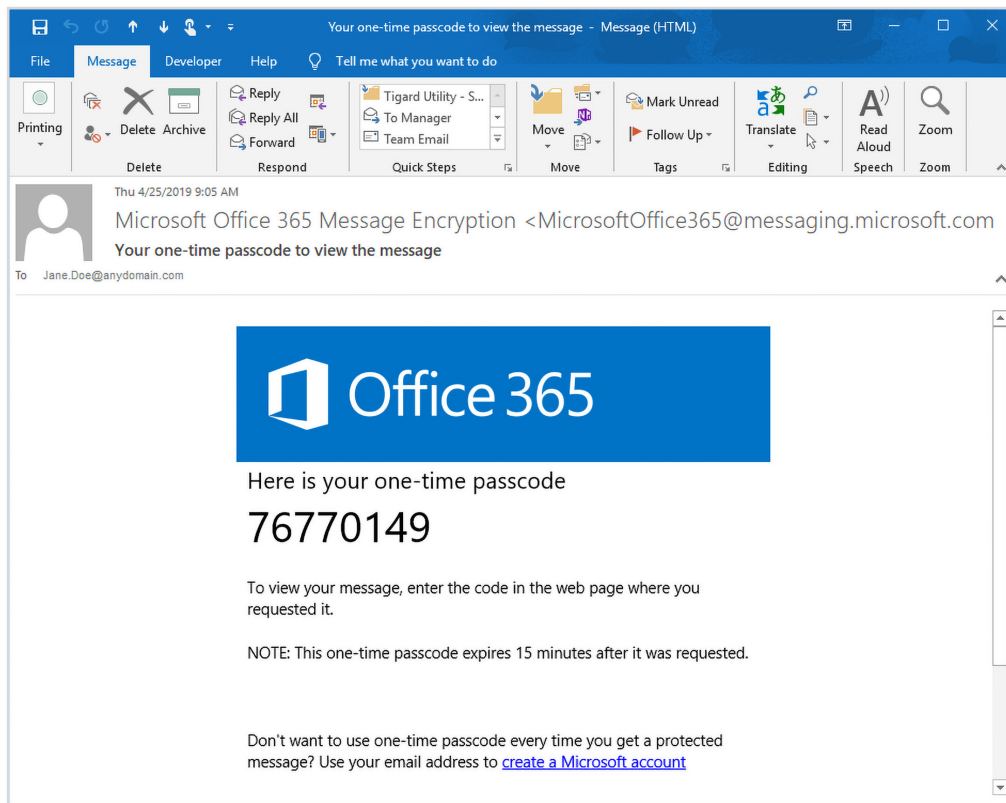 Your one-time passcode to view the message - Message (HTML)
File Message Developer Help Tell me what you want to do
Printing
Delete Archive
Delete
Reply
Reply All
Forward
Respond
Tigard Utility - S...
To Manager
Team Email
Quick Steps
Move
Move
Mark Unread
Follow Up
Tags
Translate
Editing
Read Aloud
Speech
Zoom
Zoom
Thu 4/25/2019 9:05 AM
Microsoft Office 365 Message Encryption <MicrosoftOffice365@messaging.microsoft.com
Your one-time passcode to view the message
To Jane.Doe@anydomain.com
Office 365
Here is your one-time passcode
76770149
To view your message, enter the code in the web page where you
requested it.
NOTE: This one-time passcode expires 15 minutes after it was requested.
Don't want to use one-time passcode every time you get a protected
message? Use your email address to create a Microsoft account